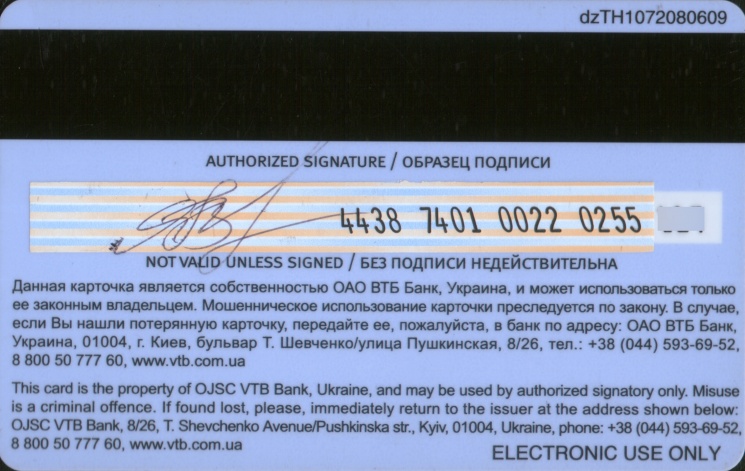 dzTH1072080609
AUTHORIZED SIGNATURE / ОБРАЗЕЦ ПОДПИСИ
4438 7401 0022 0255
NOT VALID UNLESS SIGNED / БЕЗ ПОДПИСИ НЕДЕЙСТВИТЕЛЬНА
Данная карточка является собственностью ОАО ВТБ Банк, Украина, и может использоваться только
ее законным владельцем. Мошенническое использование карточки преследуется по закону. В случае,
если Вы нашли потерянную карточку, передайте ее, пожалуйста, в банк по адресу: ОАО ВТБ Банк,
Украина, 01004, г. Киев, бульвар Т. Шевченко/улица Пушкинская, 8/26, тел.: +38 (044) 593-69-52,
8 800 50 777 60, www.vtb.com.ua
This card is the property of OJSC VTB Bank, Ukraine, and may be used by authorized signatory only. Misuse
is a criminal offence. If found lost, please, immediately return to the issuer at the address shown below:
OJSC VTB Bank, 8/26, T. Shevchenko Avenue/Pushkinska str., Kyiv, 01004, Ukraine, phone: +38 (044) 593-69-52,
8 800 50 777 60, www.vtb.com.ua
ELECTRONIC USE ONLY